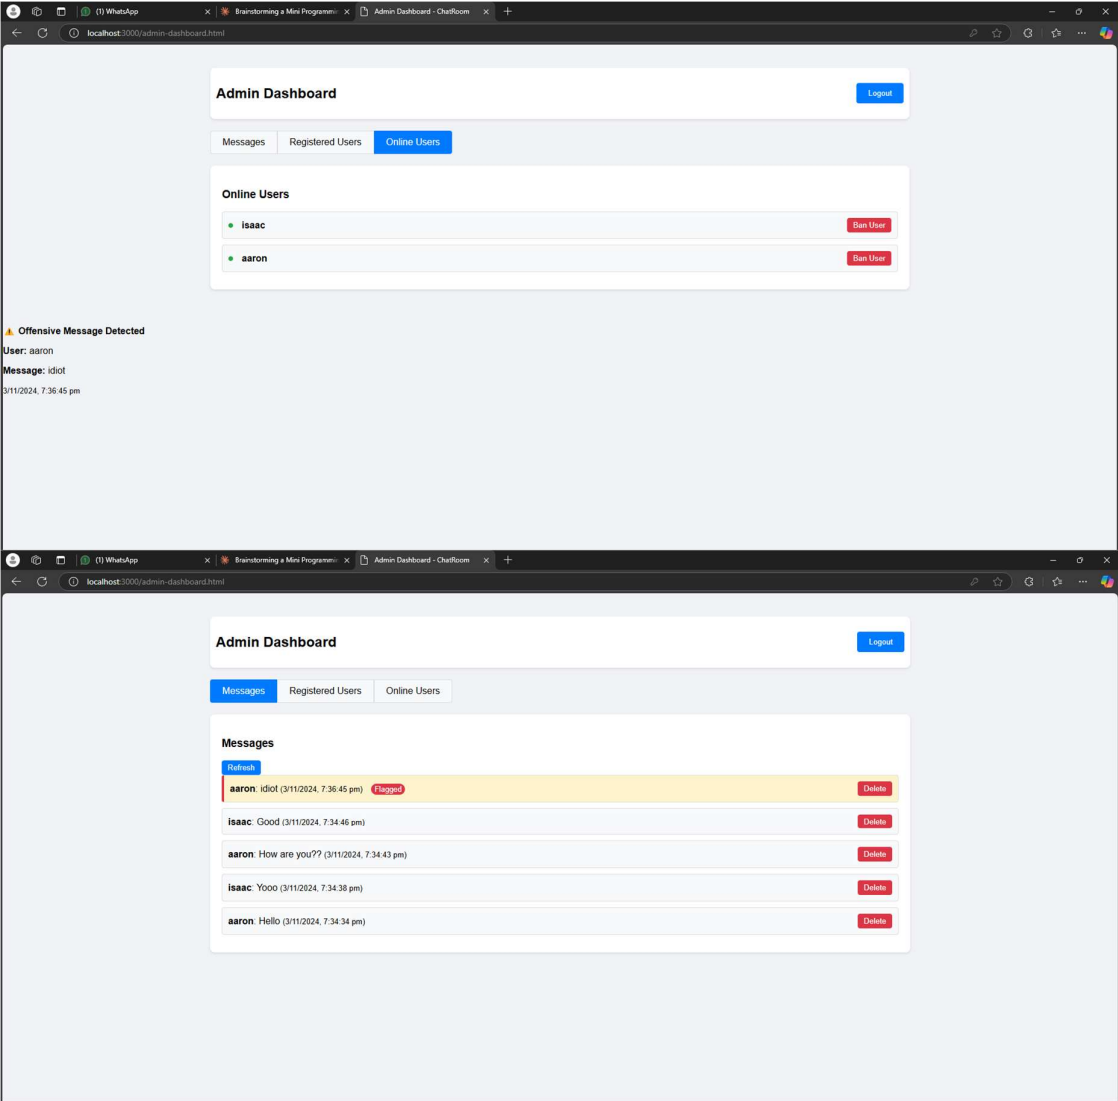 (1) WhatsApp
Brainstorming a Mini Programmi
Admin Dashboard - ChatRoom
localhost:3000/admin-dashboard.html
Admin Dashboard
Logout
Messages Registered Users Online Users
Online Users
isaac Ban User
aaron Ban User
Offensive Message Detected
User: aaron
Message: idiot
3/11/2024, 7:36:45 pm
(1) WhatsApp
Brainstorming a Mini Programmi
Admin Dashboard - ChatRoom
localhost:3000/admin-dashboard.html
Admin Dashboard
Logout
Messages Registered Users Online Users
Messages
Refresh
aaron: idiot (3/11/2024, 7:36:45 pm) Flagged Delete
isaac: Good (3/11/2024, 7:34:46 pm) Delete
aaron: How are you?? (3/11/2024, 7:34:43 pm) Delete
isaac: Yooo (3/11/2024, 7:34:38 pm) Delete
aaron: Hello (3/11/2024, 7:34:34 pm) Delete